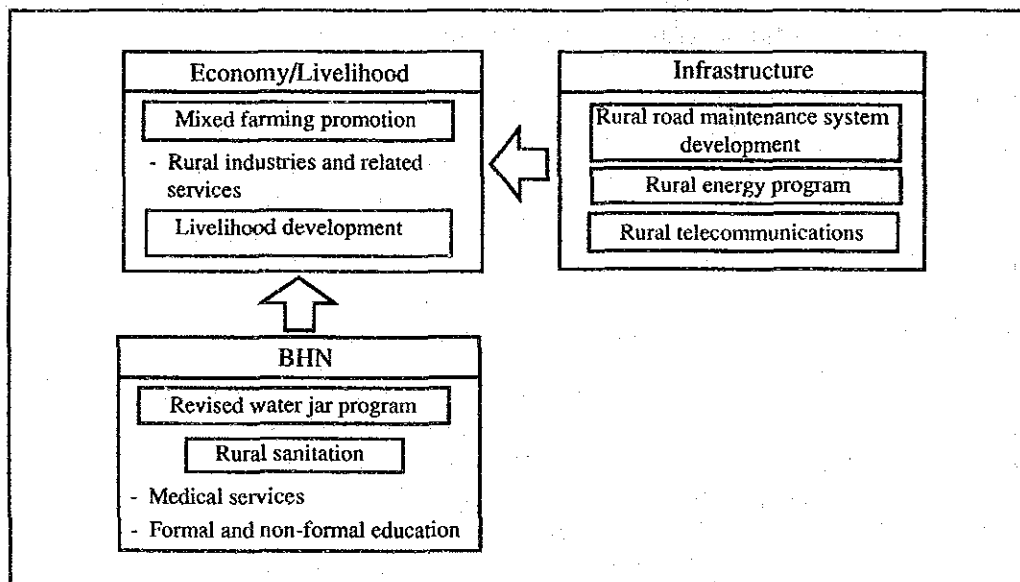 Economy/Livelihood
Mixed farming promotion
- Rural industries and related
services
Livelihood development
Infrastructure
Rural road maintenance system
development
Rural energy program
Rural telecommunications
BHN
Revised water jar program
Rural sanitation
- Medical services
- Formal and non-formal education